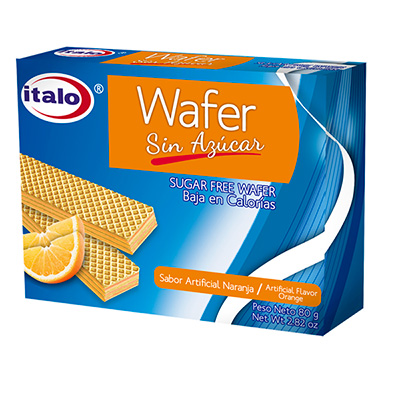 italo®
Wafer
Sin Azúcar
SUGAR FREE WAFER
Baja en Calorías
Sabor Artificial Naranja / Artificial Flavor
Orange
Peso Neto 80 g
Net. Wt. 2.82 oz